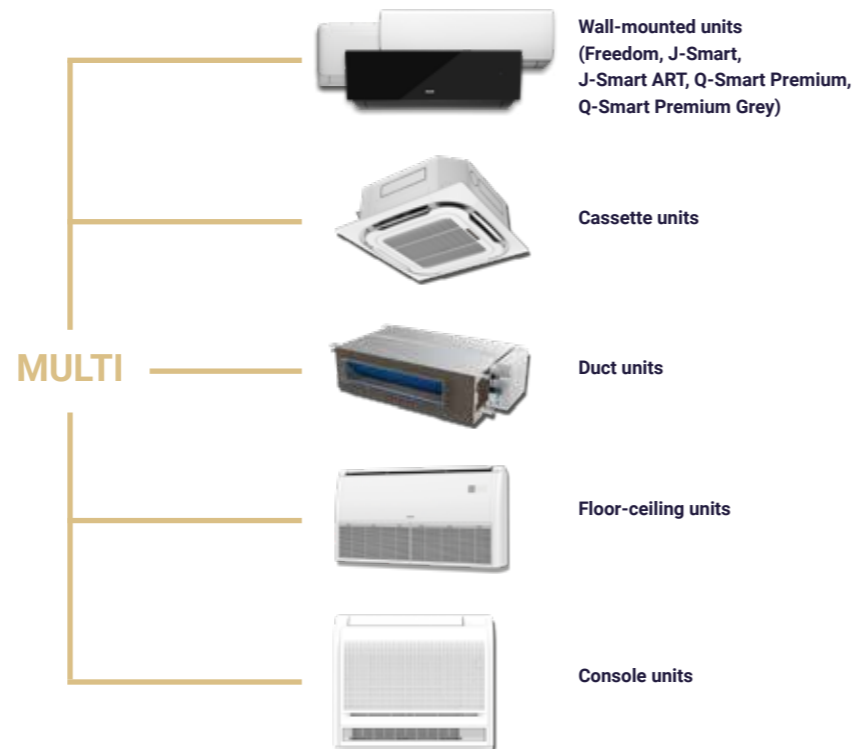 Wall-mounted units
(Freedom, J-Smart,
J-Smart ART, Q-Smart Premium,
Q-Smart Premium Grey)
Cassette units
MULTI
Duct units
Floor-ceiling units
Console units